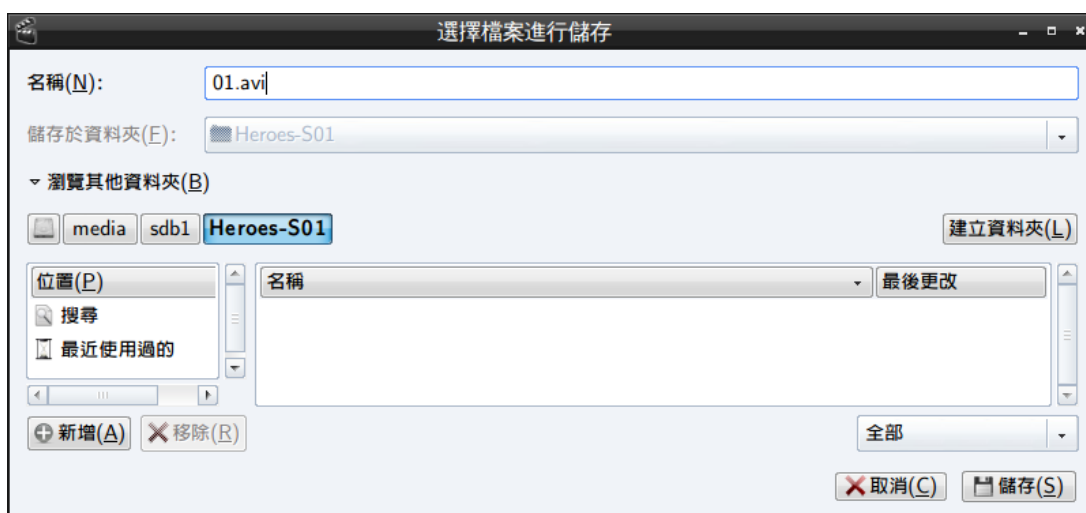 選擇檔案進行儲存
名稱(N): 01.avi
儲存於資料夾(F): Heroes-S01
瀏覽其他資料夾(B)
media sdb1 Heroes-S01 建立資料夾(L)
位置(P) 名稱 最後更改
搜尋
最近使用過的
新增(A) 移除(R) 全部
取消(C) 儲存(S)